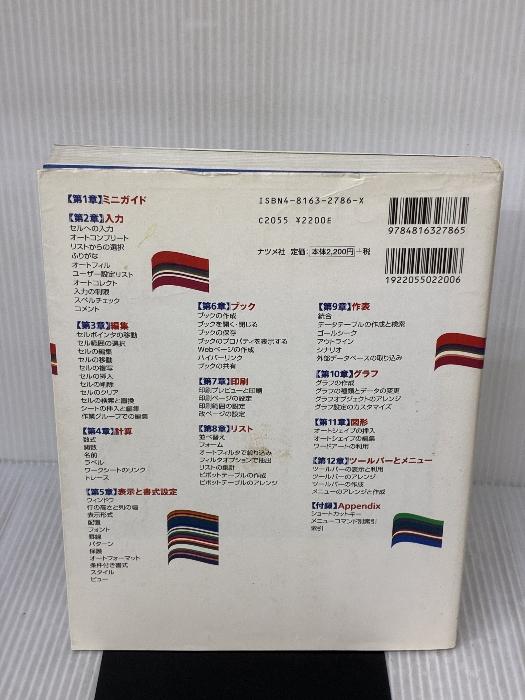 【第1章】ミニガイド
【第2章】入力
セルへの入力
オートコンプリート
リストからの選択
ふりがな
オートフィル
ユーザー設定リスト
オートコレクト
入力の制限
スペルチェック
コメント
【第3章】編集
セルポインタの移動
セル範囲の選択
セルの編集
セルの移動
セルの複写
セルの挿入
セルの削除
セルのクリア
セルの検索と置換
シートの挿入と編集
作業グループでの編集
【第4章】計算
数式
関数
名前
ラベル
ワークシートのリンク
トレース
【第5章】表示と書式設定
ウィンドウ
行の高さと列の幅
表示形式
配置
フォント
罫線
パターン
保護
オートフォーマット
条件付き書式
スタイル
ビュー
【第6章】ブック
ブックの作成
ブックを開く・閉じる
ブックの保存
ブックのプロパティを表示する
Webページの作成
ハイパーリンク
ブックの共有
【第7章】印刷
印刷プレビューと印刷
印刷ページの設定
印刷範囲の設定
改ページの設定
【第8章】リスト
並べ替え
フォーム
オートフィルタで絞り込み
フィルタオプションで抽出
リストの集計
ピボットテーブルの作成
ピボットテーブルのアレンジ
ISBN4-8163-2786-X
C2055 ¥2200E
ナツメ社 定価：本体2,200円+税
9784816327865
1922055022006
【第9章】作表
統合
データテーブルの作成と検索
ゴールシーク
アウトライン
シナリオ
外部データベースの取り込み
【第10章】グラフ
グラフの作成
グラフの種類とデータの変更
グラフオブジェクトのアレンジ
グラフ設定のカスタマイズ
【第11章】図形
オートシェイプの挿入
オートシェイプの編集
ワードアートの利用
【第12章】ツールバーとメニュー
ツールバーの表示と利用
ツールバーのアレンジ
ツールバーの作成
メニューのアレンジと作成
【付録】Appendix
ショートカットキー
メニューコマンド別索引
索引